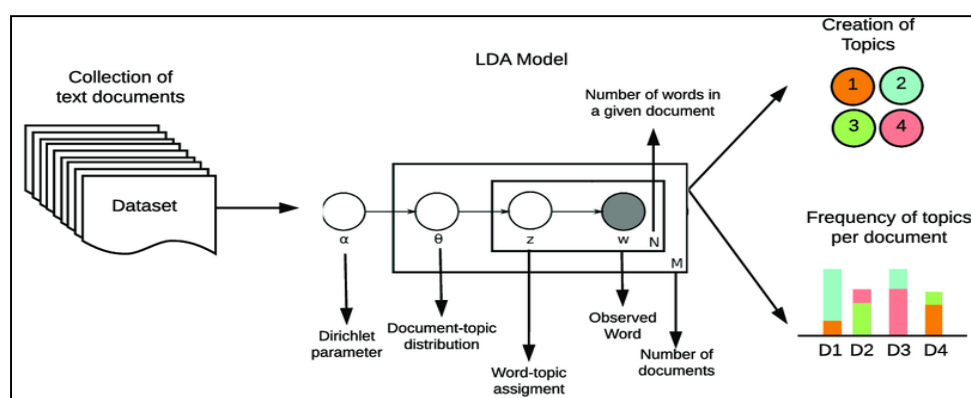 Collection of
text documents
Dataset
LDA Model
Number of words in
a given document
α
θ
z
w
N
M
Dirichlet
parameter
Document-topic
distribution
Word-topic
assigment
Observed
Word
Number of
documents
Creation of
Topics
1
2
3
4
Frequency of topics
per document
D1 D2 D3 D4